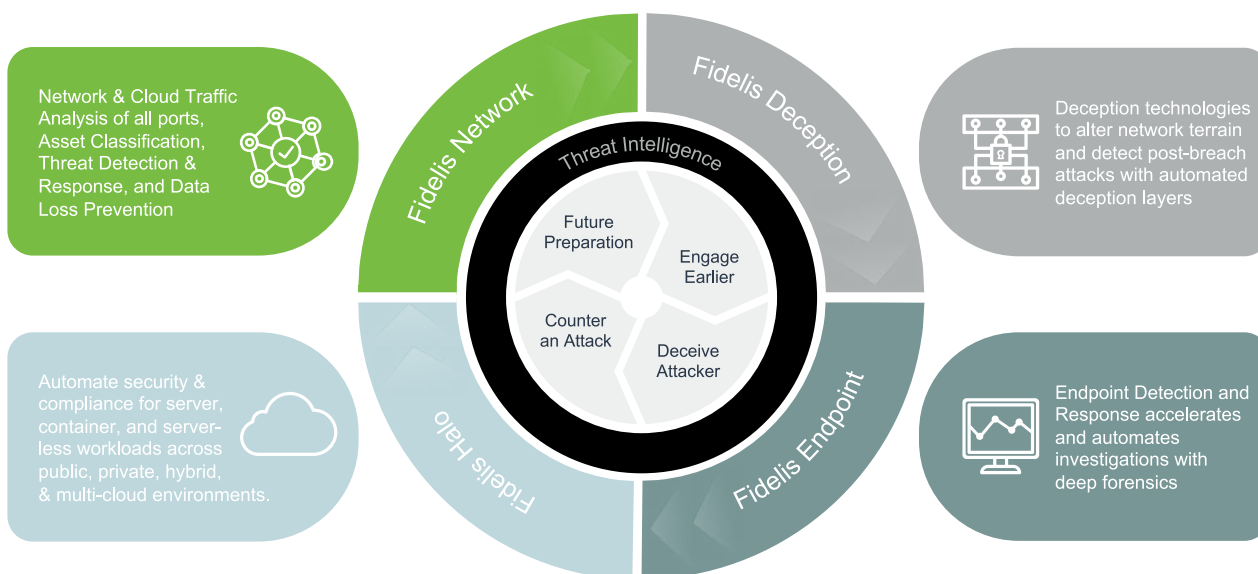 Network & Cloud Traffic
Analysis of all ports,
Asset Classification,
Threat Detection &
Response, and Data
Loss Prevention
Fidelis Network
Fidelis Deception
Deception technologies
to alter network terrain
and detect post-breach
attacks with automated
deception layers
Threat Intelligence
Future
Preparation
Engage
Earlier
Counter
an Attack
Deceive
Attacker
Automate security &
compliance for server,
container, and server-
less workloads across
public, private, hybrid,
& multi-cloud environments.
Fidelis Halo
Fidelis Endpoint
Endpoint Detection and
Response accelerates
and automates
investigations with
deep forensics